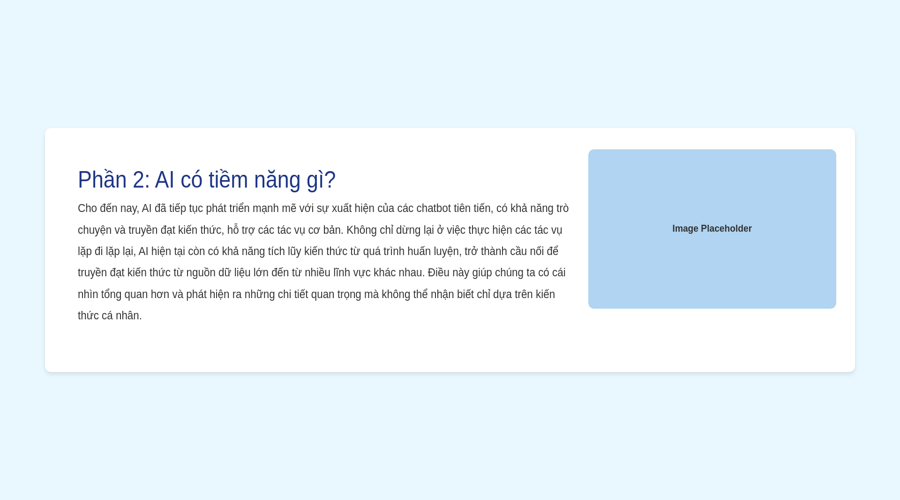 Phần 2: AI có tiềm năng gì?
Cho đến nay, AI đã tiếp tục phát triển mạnh mẽ với sự xuất hiện của các chatbot tiên tiến, có khả năng trò
chuyện và truyền đạt kiến thức, hỗ trợ các tác vụ cơ bản. Không chỉ dừng lại ở việc thực hiện các tác vụ
lặp đi lặp lại, AI hiện tại còn có khả năng tích lũy kiến thức từ quá trình huấn luyện, trở thành cầu nối để
truyền đạt kiến thức từ nguồn dữ liệu lớn đến từ nhiều lĩnh vực khác nhau. Điều này giúp chúng ta có cái
nhìn tổng quan hơn và phát hiện ra những chi tiết quan trọng mà không thể nhận biết chỉ dựa trên kiến
thức cá nhân.
Image Placeholder